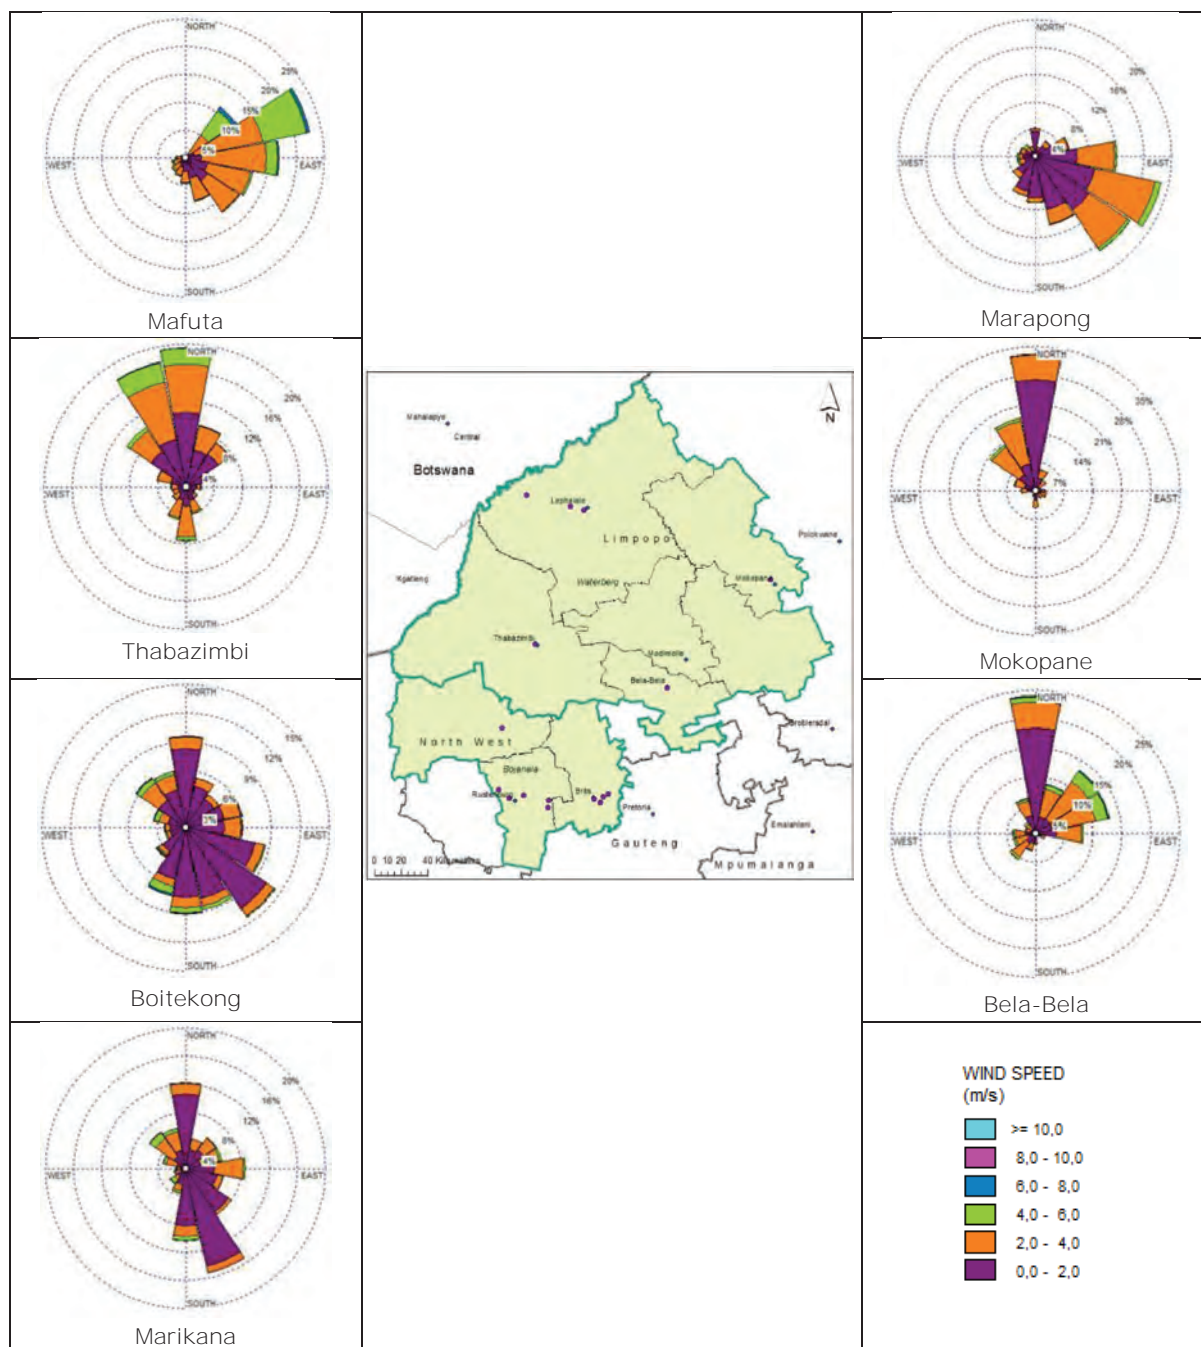 NORTH
25%
20%
15%
10%
5%
WEST
EAST
SOUTH
Mafuta
NORTH
20%
16%
12%
8%
4%
WEST
EAST
SOUTH
Marapong
NORTH
20%
16%
12%
8%
4%
WEST
EAST
SOUTH
Thabazimbi
Mahalapye
Central
Botswana
N
Lephalale
Limpopo
Polokwane
Kgatleng
Waterberg
Mokopane
Thabazimbi
Modimolle
Bela-Bela
Groblersdal
North West
Bojanala
Rustenburg
Brits
Pretoria
Emalahleni
Gauteng
Mpumalanga
0 10 20 40 Kilometers
NORTH
35%
28%
21%
14%
7%
WEST
EAST
SOUTH
Mokopane
NORTH
15%
12%
9%
6%
3%
WEST
EAST
SOUTH
Boitekong
NORTH
25%
20%
15%
10%
5%
WEST
EAST
SOUTH
Bela-Bela
NORTH
20%
16%
12%
8%
4%
WEST
EAST
SOUTH
Marikana
WIND SPEED
(m/s)
>= 10,0
8,0 - 10,0
6,0 - 8,0
4,0 - 6,0
2,0 - 4,0
0,0 - 2,0